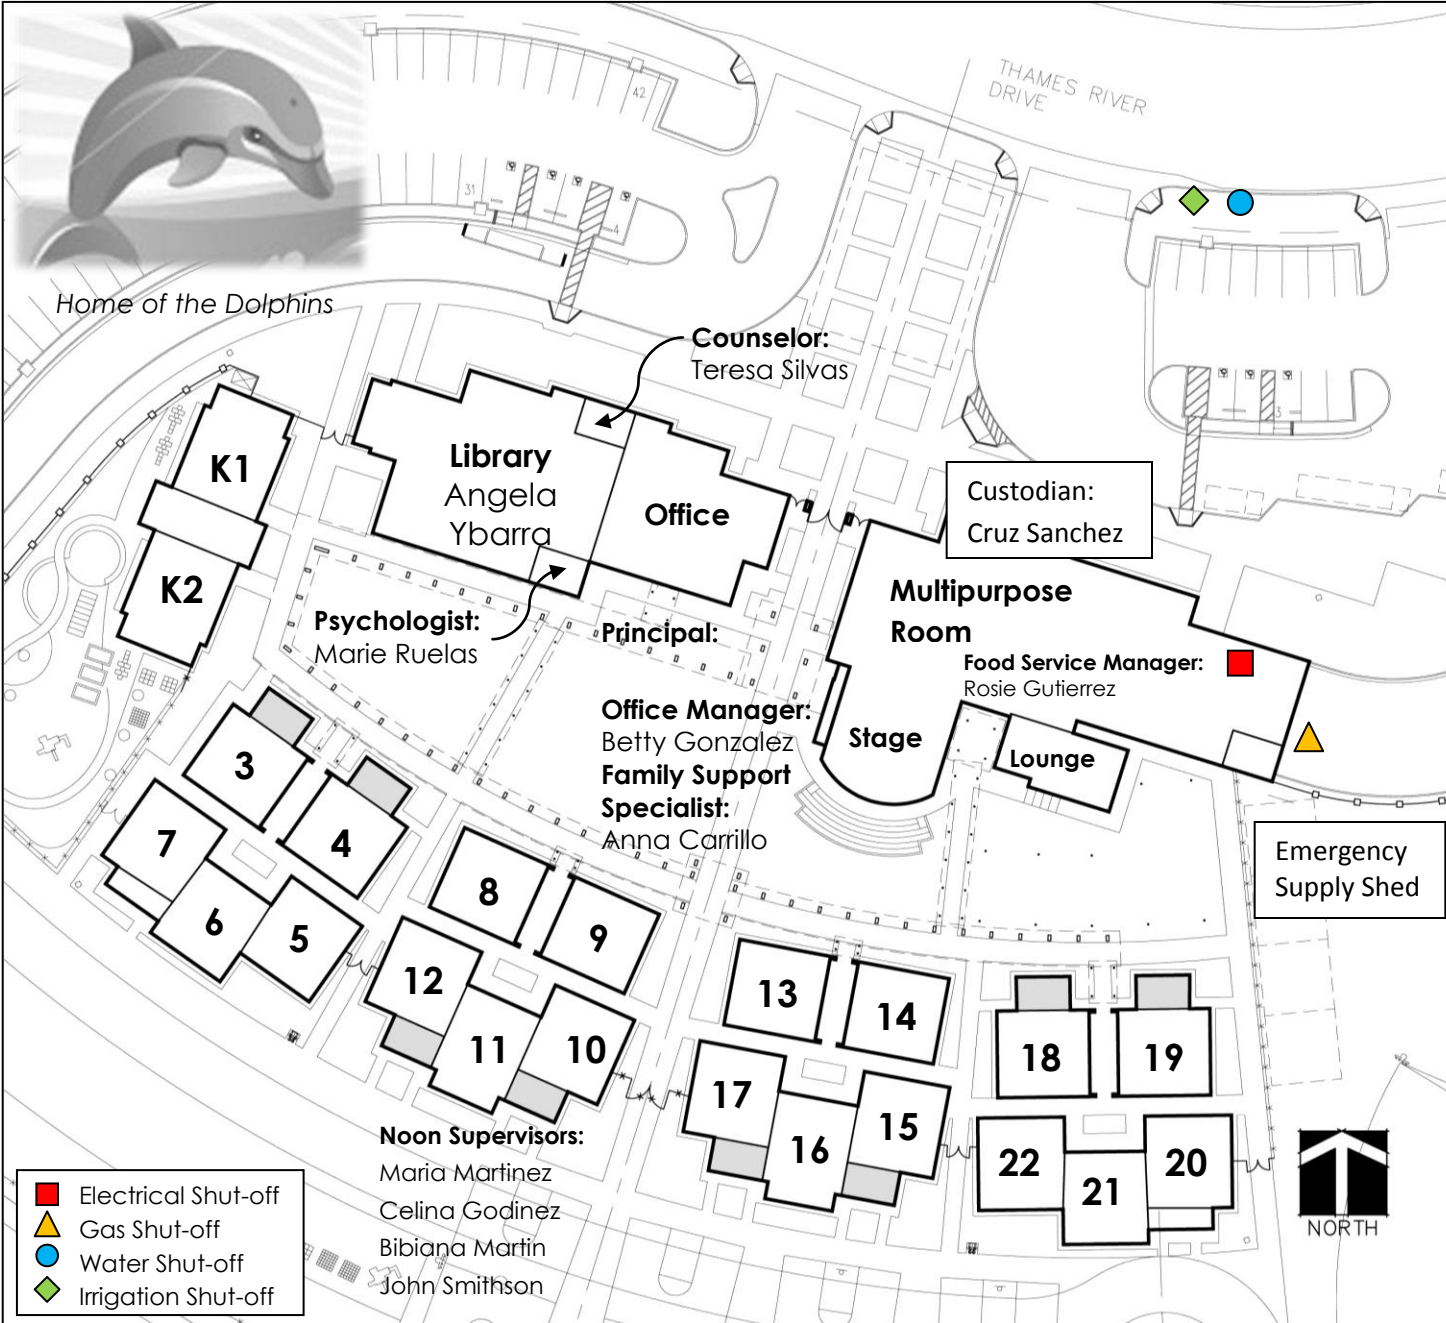 THAMES RIVER
DRIVE
42
31
4
3
Home of the Dolphins
Counselor:
Teresa Silvas
K1
K2
Library
Angela
Ybarra
Office
Custodian:
Cruz Sanchez
Multipurpose
Room
Food Service Manager:
Rosie Gutierrez
Psychologist:
Marie Ruelas
Principal:
Office Manager:
Betty Gonzalez
Family Support
Specialist:
Anna Carrillo
Stage
Lounge
Emergency
Supply Shed
3
4
7
6
5
8
9
12
11
10
13
14
17
16
15
18
19
22
21
20
Noon Supervisors:
Maria Martinez
Celina Godinez
Bibiana Martin
John Smithson
Electrical Shut-off
Gas Shut-off
Water Shut-off
Irrigation Shut-off
NORTH